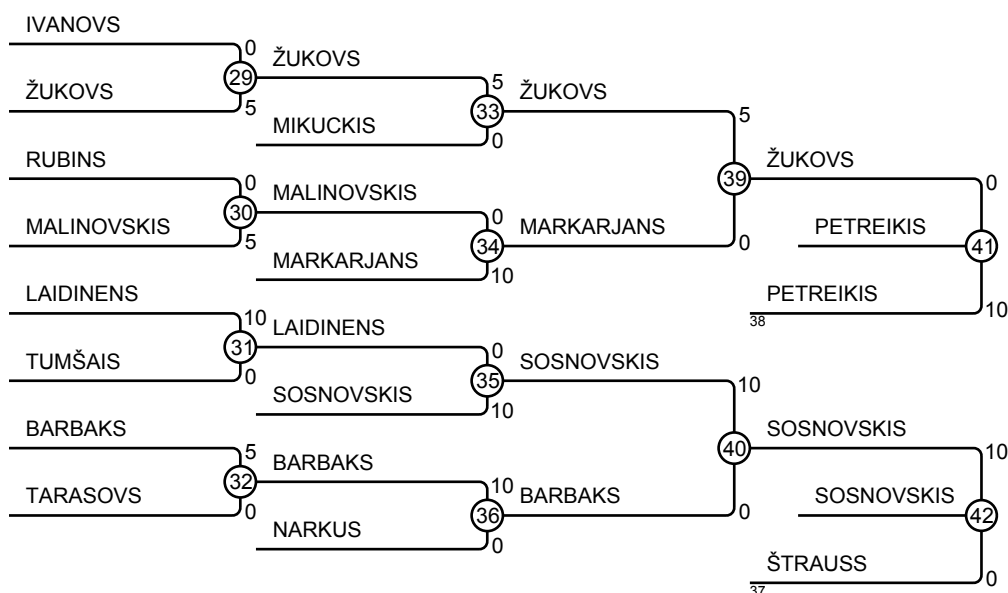 IVANOVS
0
29
ŽUKOVS
5
ŽUKOVS
5
33
MIKUCKIS
0
ŽUKOVS
5
RUBINS
0
30
MALINOVSKIS
5
MALINOVSKIS
0
34
MARKARJANS
10
MARKARJANS
0
39
ŽUKOVS
0
PETREIKIS
41
PETREIKIS
38
10
LAIDINENS
10
31
TUMŠAIS
0
LAIDINENS
0
35
SOSNOVSKIS
10
SOSNOVSKIS
10
BARBAKS
5
32
TARASOVS
0
BARBAKS
10
36
NARKUS
0
BARBAKS
0
40
SOSNOVSKIS
10
SOSNOVSKIS
42
ŠTRAUSS
37
0